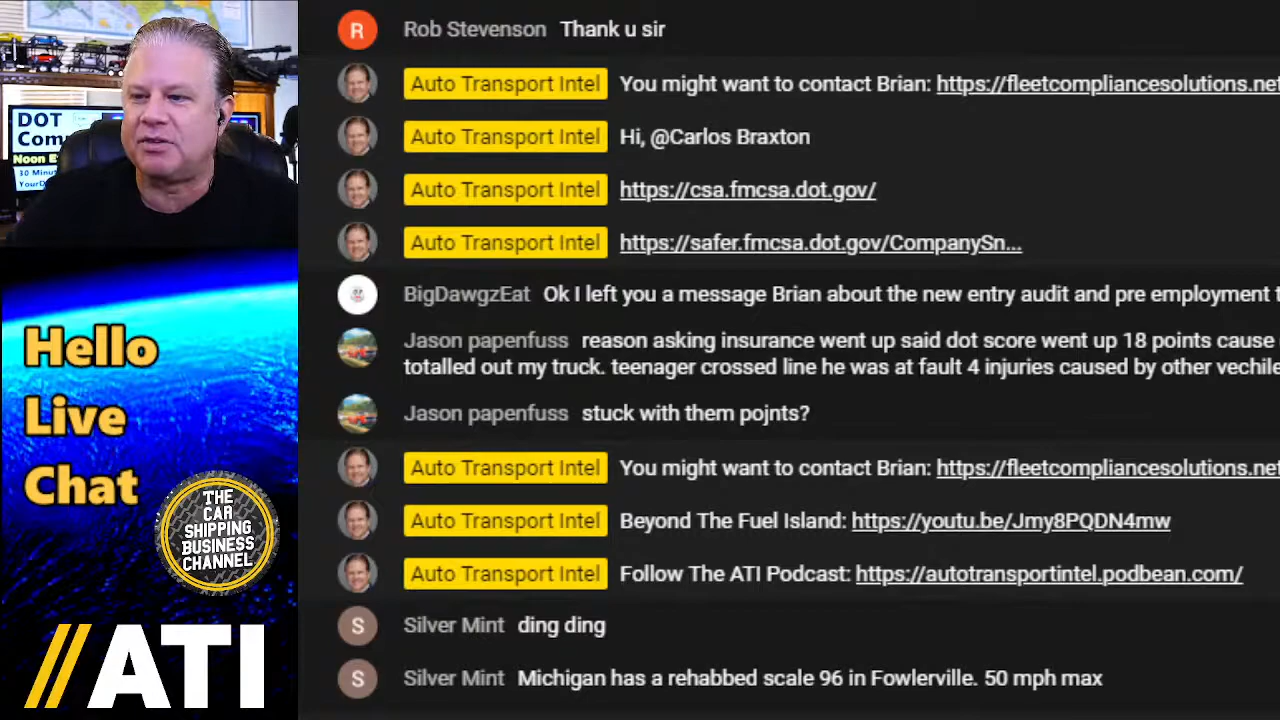 R Rob Stevenson Thank u sir
Auto Transport Intel You might want to contact Brian: https://fleetcompliancesolutions.net
Auto Transport Intel Hi, @Carlos Braxton
Auto Transport Intel https://csa.fmcsa.dot.gov/
Auto Transport Intel https://safer.fmcsa.dot.gov/CompanySn...
BigDawgzEat Ok I left you a message Brian about the new entry audit and pre employment
Jason papenfuss reason asking insurance went up said dot score went up 18 points cause
totalled out my truck. teenager crossed line he was at fault 4 injuries caused by other vechile
Jason papenfuss stuck with them pojnts?
Auto Transport Intel You might want to contact Brian: https://fleetcompliancesolutions.net
Auto Transport Intel Beyond The Fuel Island: https://youtu.be/Jmy8PQDN4mw
Auto Transport Intel Follow The ATI Podcast: https://autotransportintel.podbean.com/
S Silver Mint ding ding
S Silver Mint Michigan has a rehabbed scale 96 in Fowlerville. 50 mph max
DOT
Com
Noon E
30 Minu
YourD
Hello
Live
Chat
THE
CAR
SHIPPING
BUSINESS
CHANNEL
//ATI